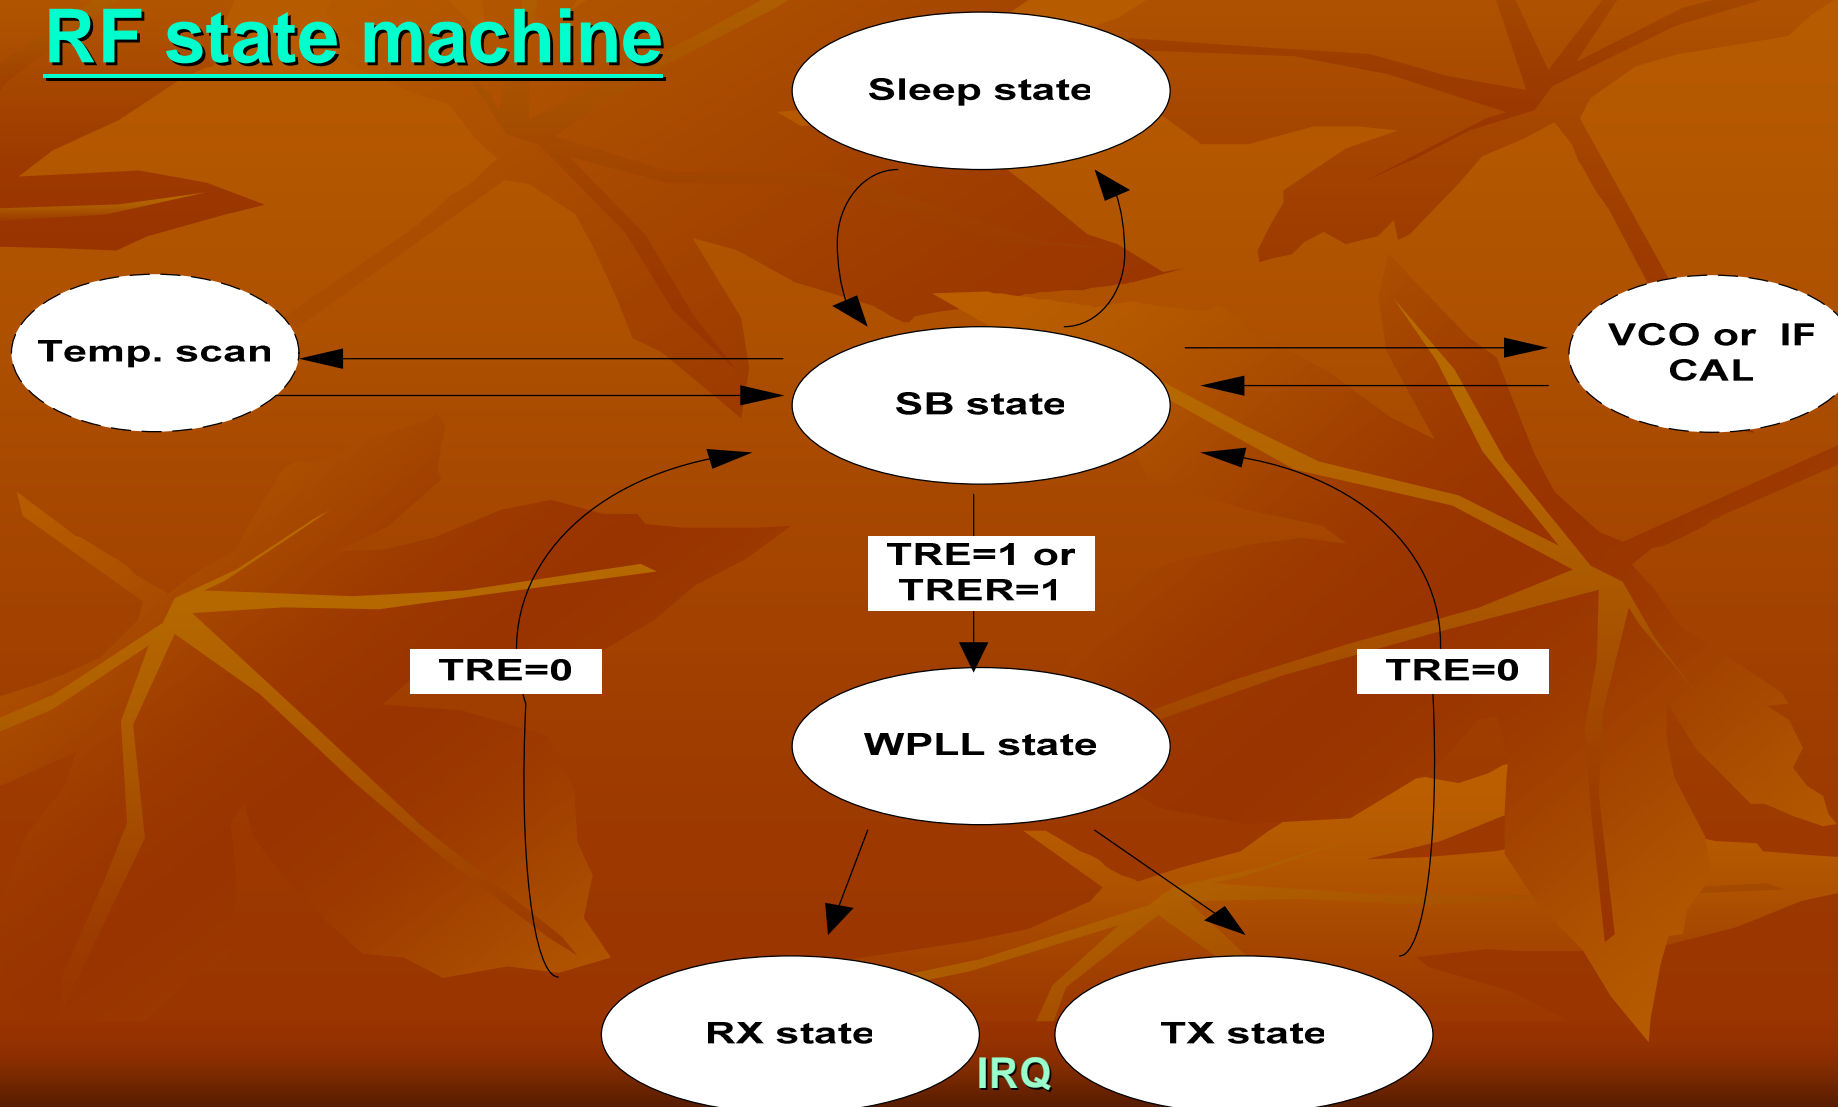 RF state machine
Sleep state
Temp. scan
VCO or  IF
CAL
SB state
TRE=1 or
TRER=1
TRE=0
TRE=0
WPLL state
RX state
TX state
IRQ